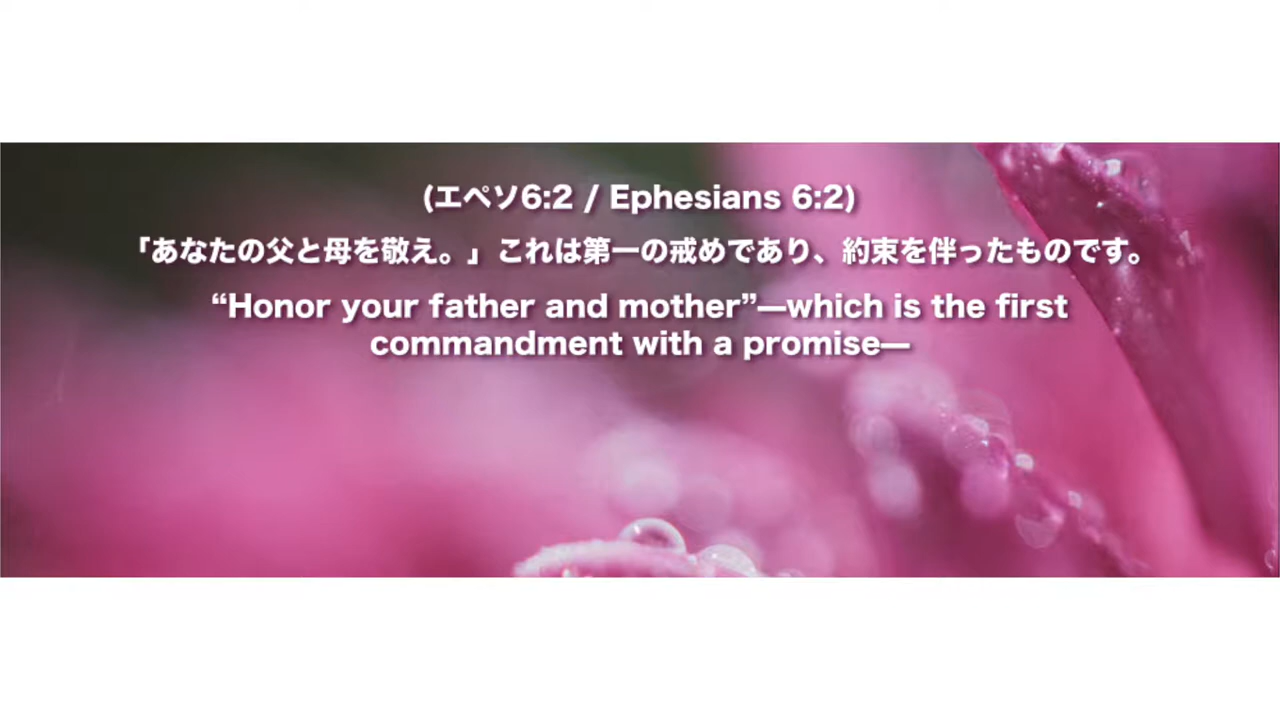 (エペソ6:2 / Ephesians 6:2)
「あなたの父と母を敬え。」これは第一の戒めであり、約束を伴ったものです。
“Honor your father and mother”—which is the first
commandment with a promise—